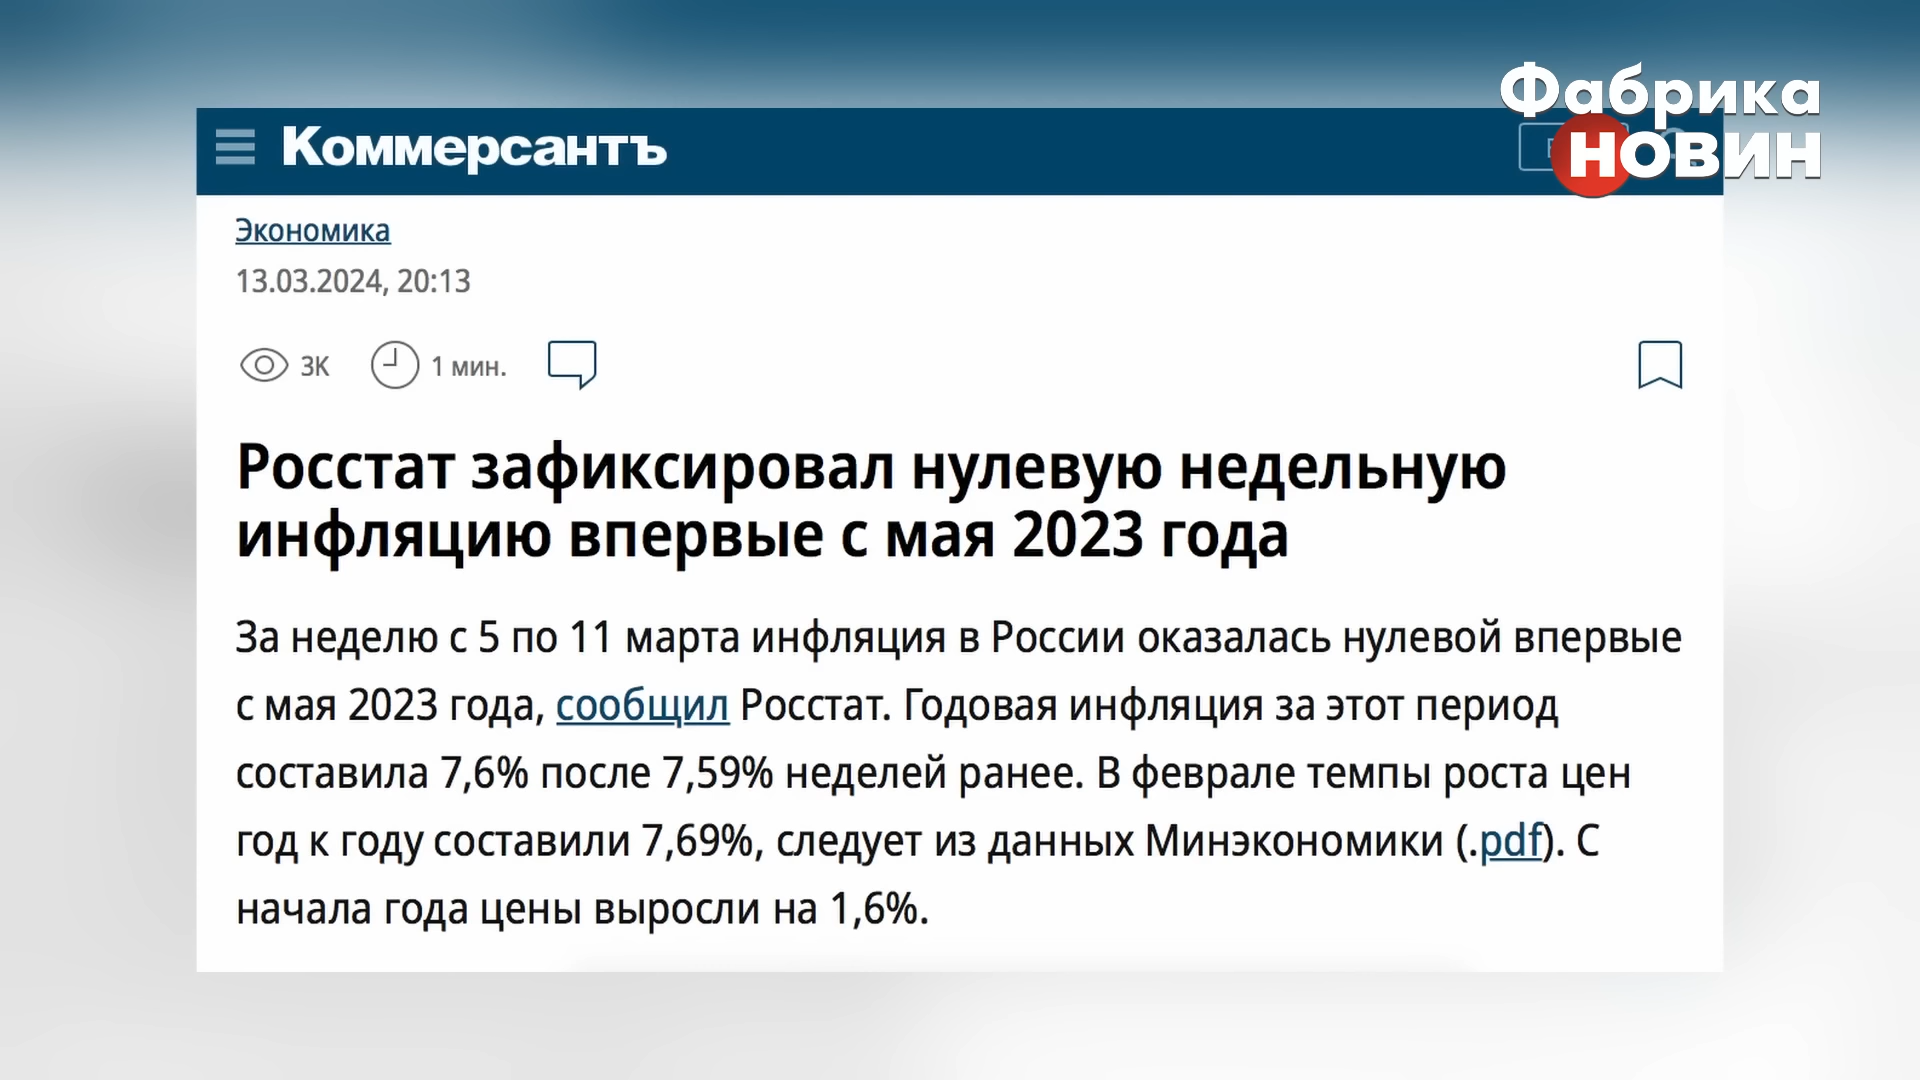 Фабрика
новин
Коммерсантъ
Экономика
13.03.2024, 20:13
3K
1 мин.
Росстат зафиксировал нулевую недельную
инфляцию впервые с мая 2023 года
За неделю с 5 по 11 марта инфляция в России оказалась нулевой впервые
с мая 2023 года, сообщил Росстат. Годовая инфляция за этот период
составила 7,6% после 7,59% неделей ранее. В феврале темпы роста цен
год к году составили 7,69%, следует из данных Минэкономики (.pdf). С
начала года цены выросли на 1,6%.